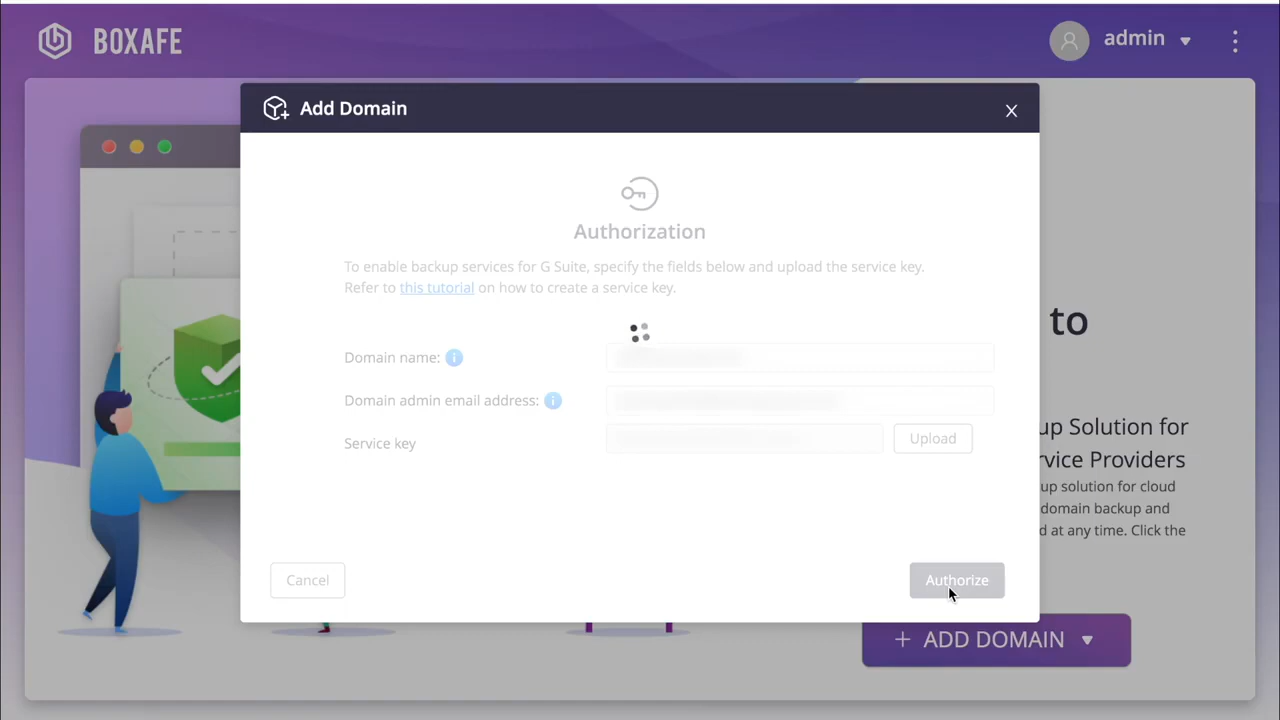 BOXAFE
admin
Add Domain
X
Authorization
To enable backup services for G Suite, specify the fields below and upload the service key.
Refer to this tutorial on how to create a service key.
Domain name:
Domain admin email address:
Service key
Upload
Cancel
Authorize
to
up Solution for
rvice Providers
up solution for cloud
domain backup and
d at any time. Click the
+ ADD DOMAIN